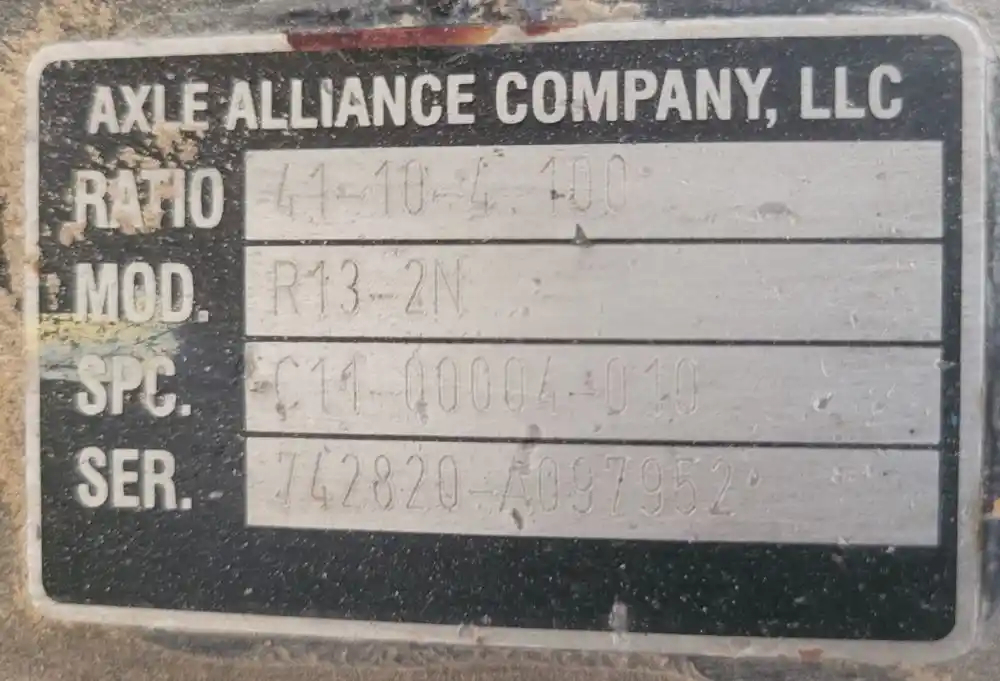 AXLE ALLIANCE COMPANY, LLC
RATIO 41-10-4.100
MOD. R13-2N
SPC. C11-00004-010
SER. 742820-A097952